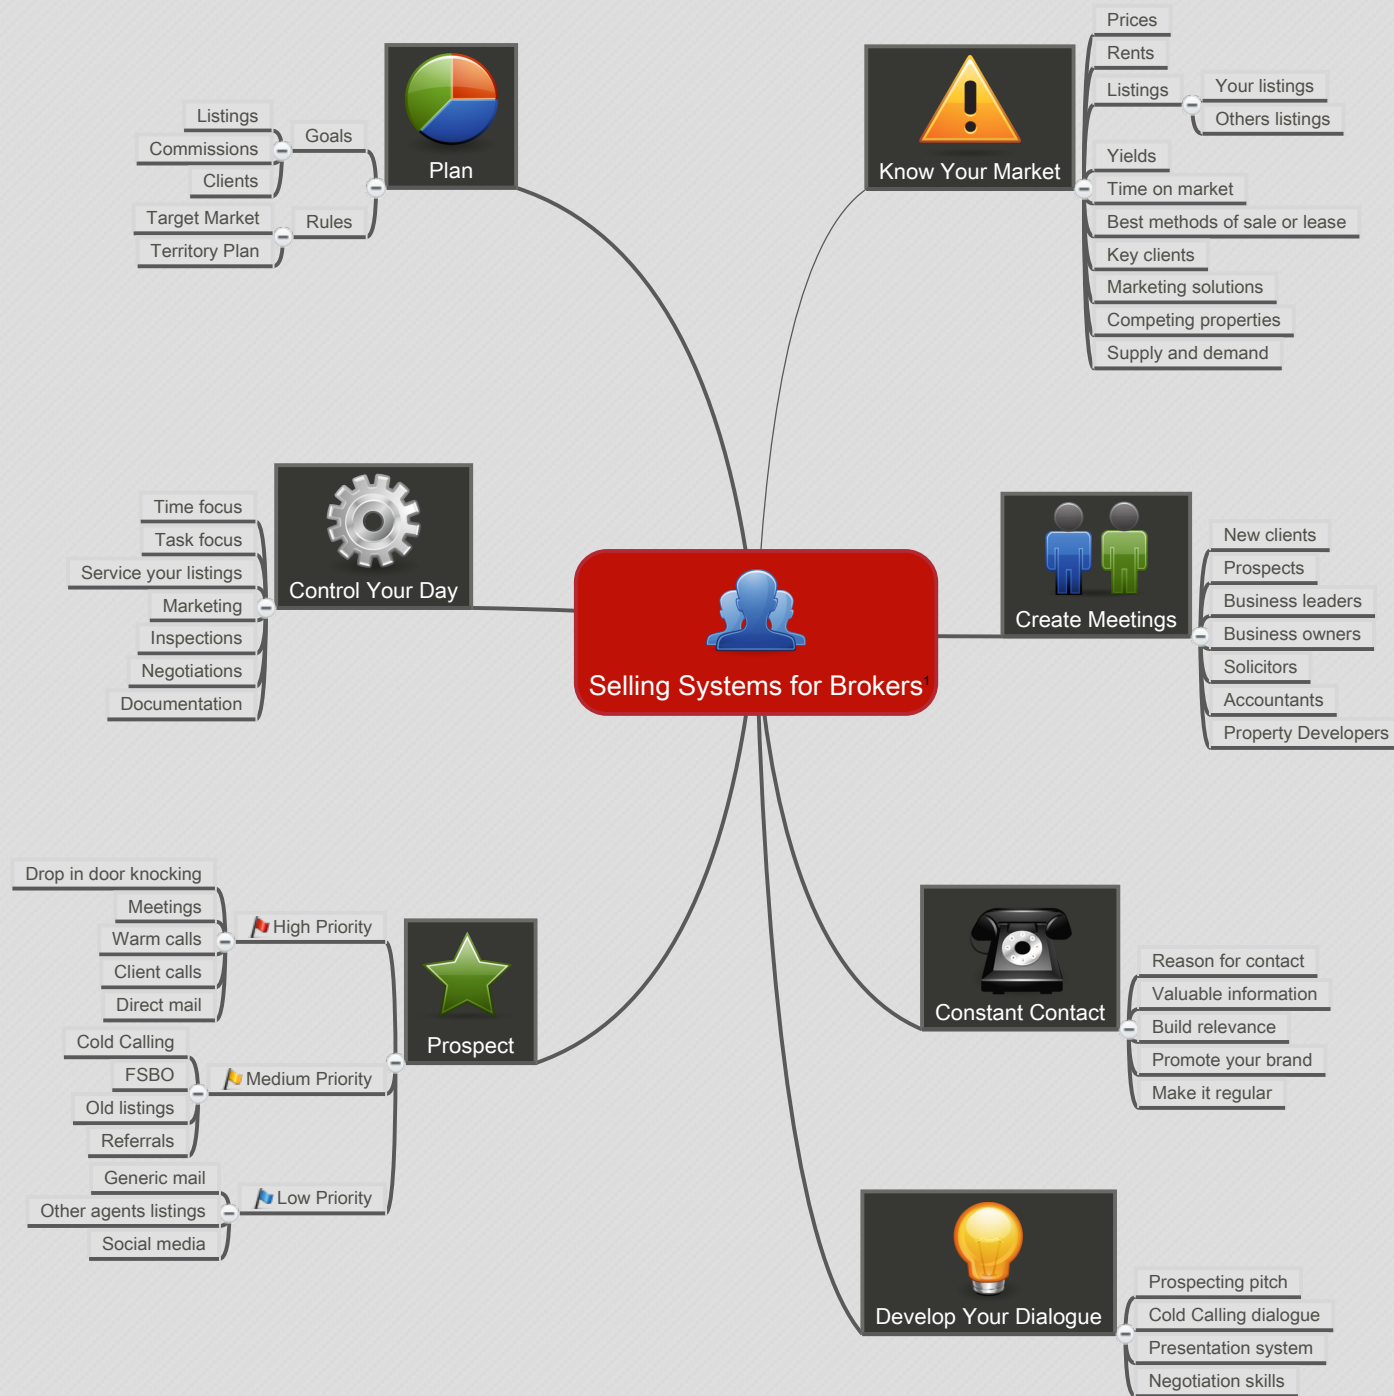 Selling Systems for Brokers1
Know Your Market
Prices
Rents
Listings
Your listings
Others listings
Yields
Time on market
Best methods of sale or lease
Key clients
Marketing solutions
Competing properties
Supply and demand
Create Meetings
New clients
Prospects
Business leaders
Business owners
Solicitors
Accountants
Property Developers
Constant Contact
Reason for contact
Valuable information
Build relevance
Promote your brand
Make it regular
Develop Your Dialogue
Prospecting pitch
Cold Calling dialogue
Presentation system
Negotiation skills
Prospect
High Priority
Drop in door knocking
Meetings
Warm calls
Client calls
Direct mail
Medium Priority
Cold Calling
FSBO
Old listings
Referrals
Low Priority
Generic mail
Other agents listings
Social media
Control Your Day
Time focus
Task focus
Service your listings
Marketing
Inspections
Negotiations
Documentation
Plan
Goals
Listings
Commissions
Clients
Rules
Target Market
Territory Plan